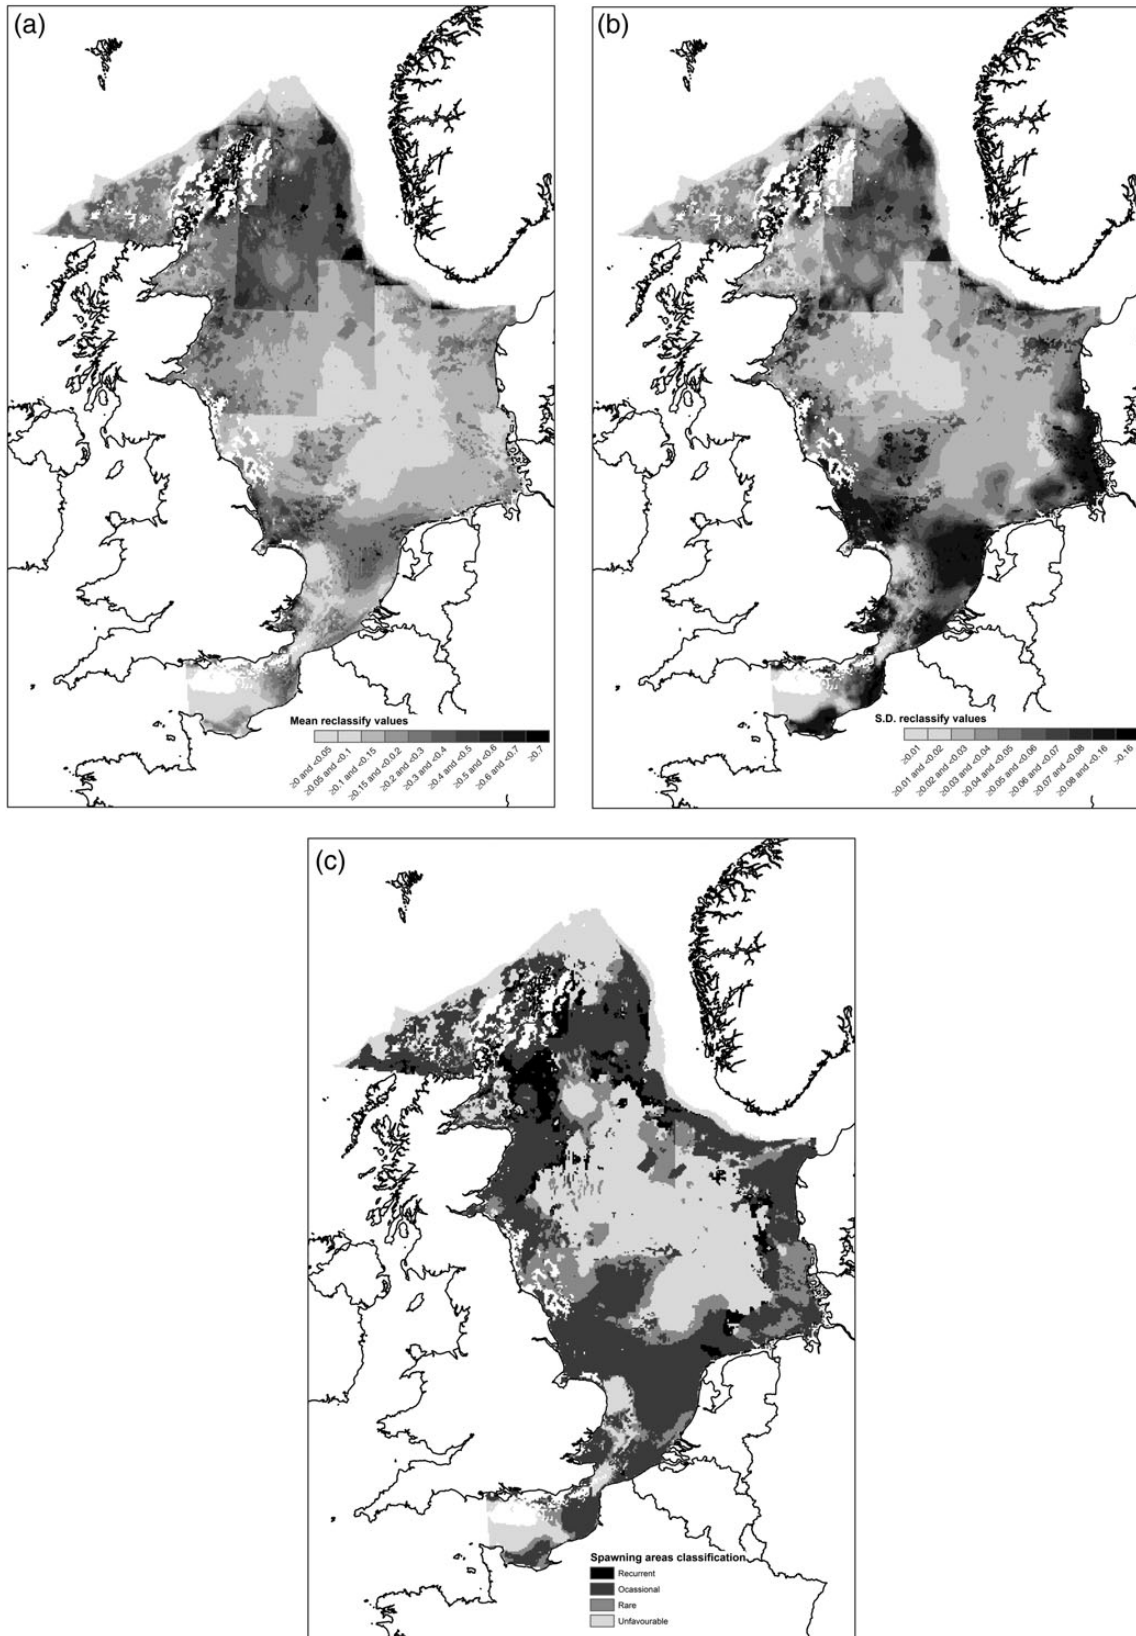 (a)
Mean reclassify values
≥0 and <0.05
≥0.05 and <0.1
≥0.1 and <0.15
≥0.15 and <0.2
≥0.2 and <0.3
≥0.3 and <0.4
≥0.4 and <0.5
≥0.5 and <0.6
≥0.6 and <0.7
≥0.7
(b)
S.D. reclassify values
≥0.01
≥0.01 and <0.02
≥0.02 and <0.03
≥0.03 and <0.04
≥0.04 and <0.05
≥0.05 and <0.06
≥0.06 and <0.07
≥0.07 and <0.08
≥0.08 and <0.16
>0.16
(c)
Spawning areas classification
Recurrent
Ocassional
Rare
Unfavourable